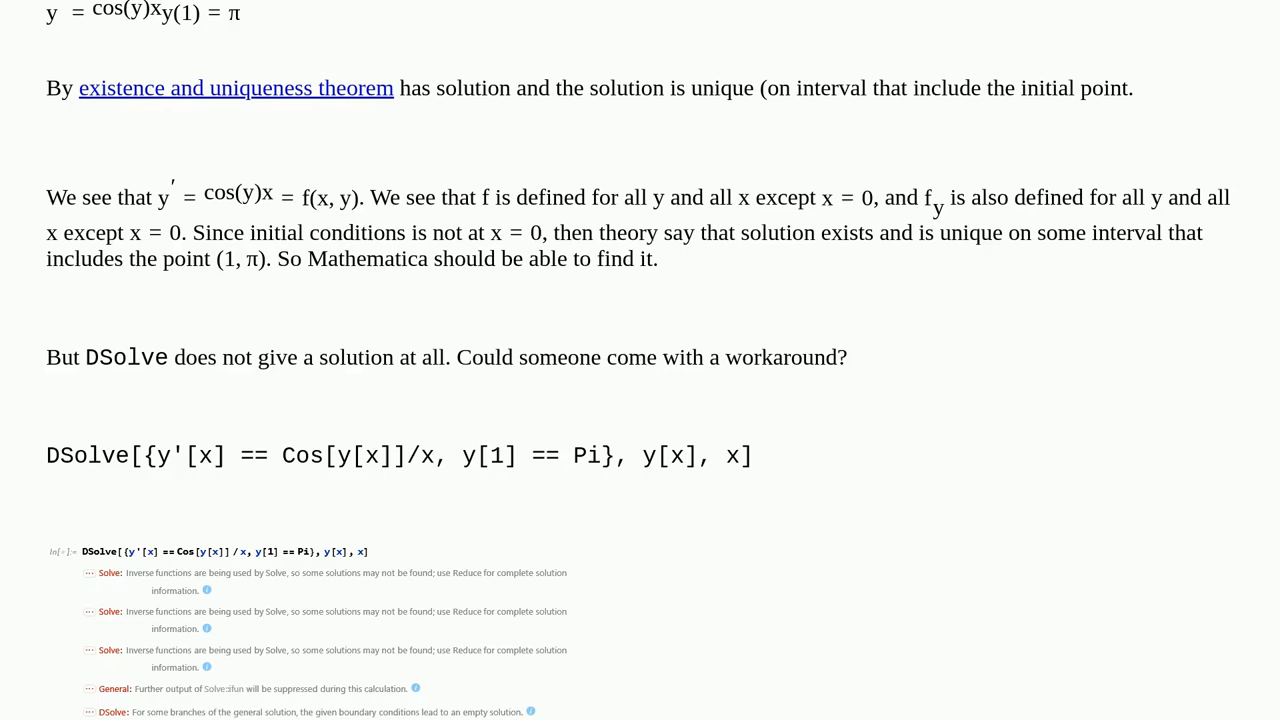 y = cos(y)xy(1) = π
By existence and uniqueness theorem has solution and the solution is unique (on interval that include the initial point.
We see that y′ = cos(y)x = f(x, y). We see that f is defined for all y and all x except x = 0, and fy is also defined for all y and all
x except x = 0. Since initial conditions is not at x = 0, then theory say that solution exists and is unique on some interval that
includes the point (1, π). So Mathematica should be able to find it.
But DSolve does not give a solution at all. Could someone come with a workaround?
DSolve[{y'[x] == Cos[y[x]]/x, y[1] == Pi}, y[x], x]
In[•]:= DSolve[{y'[x] == Cos[y[x]] / x, y[1] == Pi}, y[x], x]
Solve: Inverse functions are being used by Solve, so some solutions may not be found; use Reduce for complete solution
information.
Solve: Inverse functions are being used by Solve, so some solutions may not be found; use Reduce for complete solution
information.
Solve: Inverse functions are being used by Solve, so some solutions may not be found; use Reduce for complete solution
information.
General: Further output of Solve::ifun will be suppressed during this calculation.
DSolve: For some branches of the general solution, the given boundary conditions lead to an empty solution.